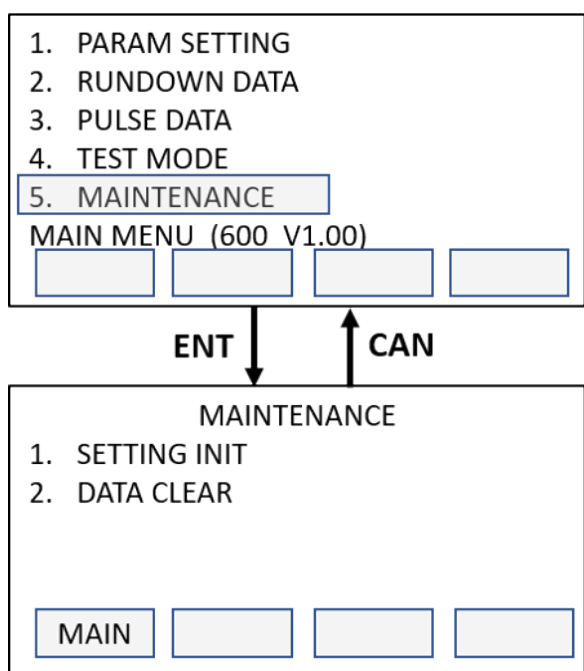 1. PARAM SETTING
2. RUNDOWN DATA
3. PULSE DATA
4. TEST MODE
5. MAINTENANCE
MAIN MENU (600 V1.00)
ENT CAN
MAINTENANCE
1. SETTING INIT
2. DATA CLEAR
MAIN